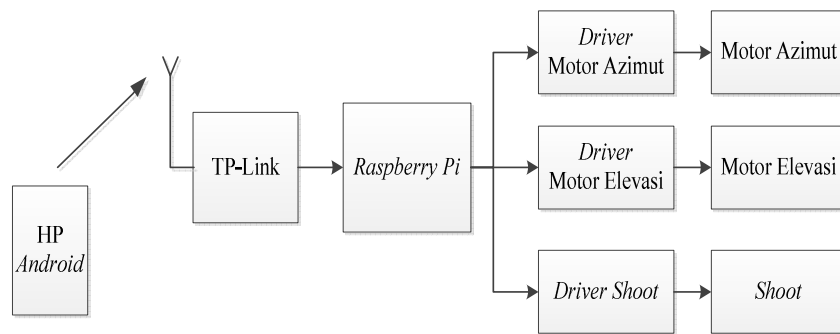 HP
Android
TP-Link
Raspberry Pi
Driver
Motor Azimut
Motor Azimut
Driver
Motor Elevasi
Motor Elevasi
Driver Shoot
Shoot